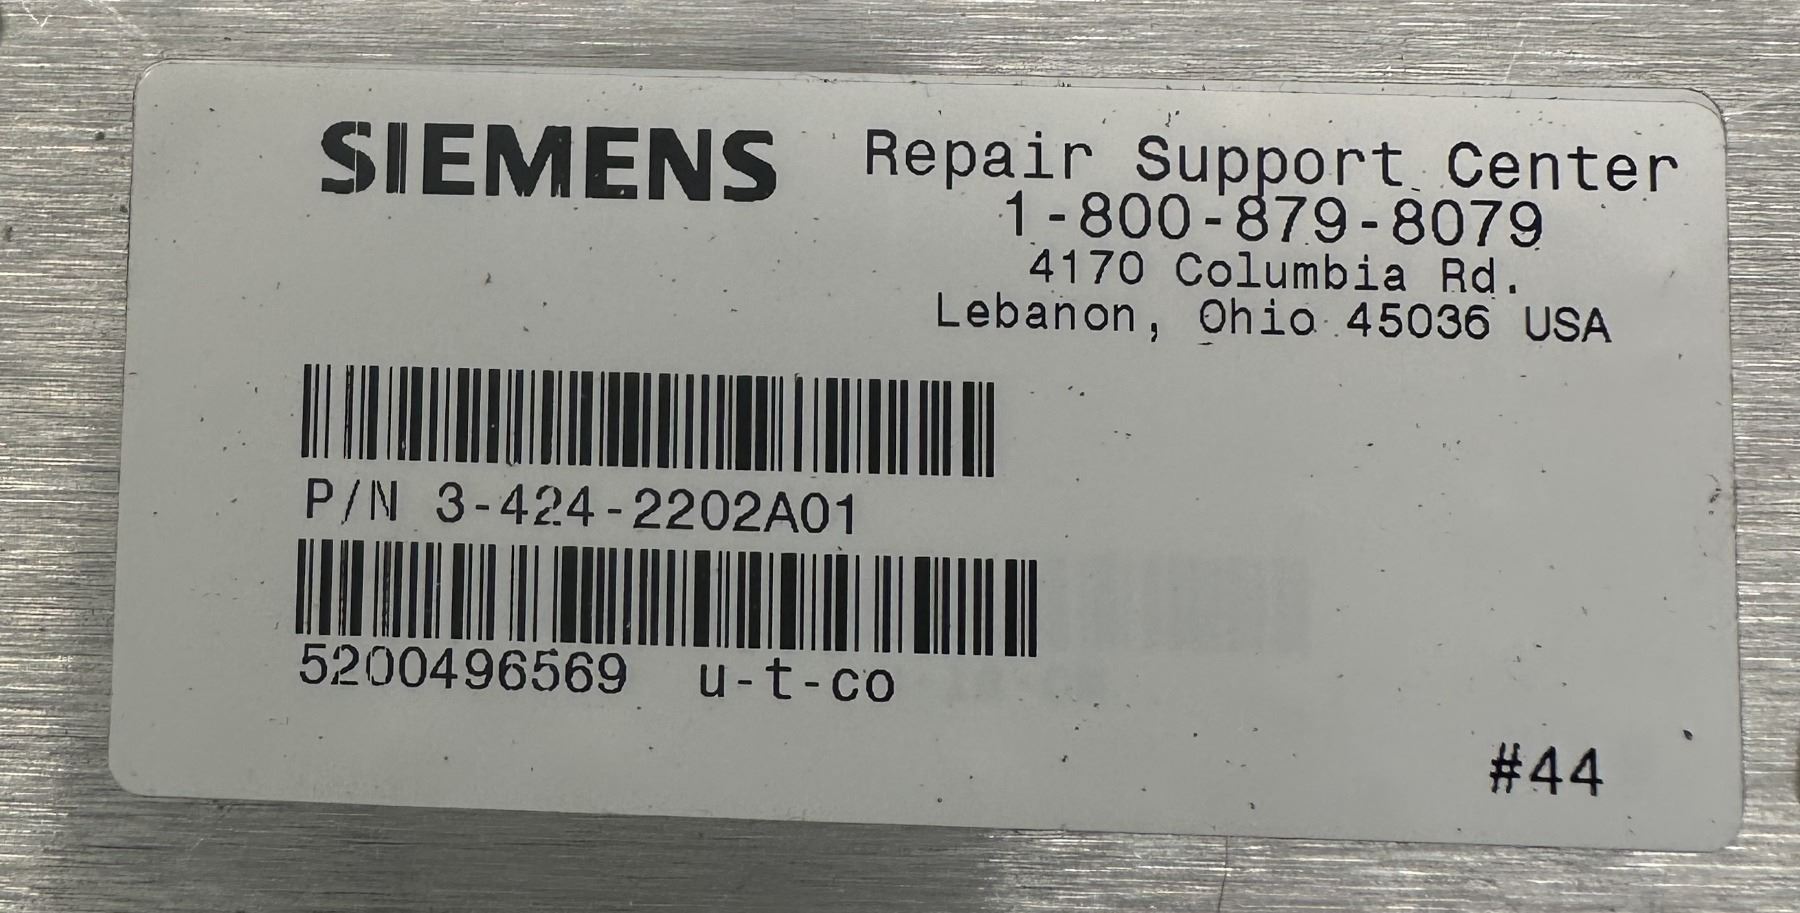 SIEMENS Repair Support Center
1-800-879-8079
4170 Columbia Rd.
Lebanon, Ohio 45036 USA
P/N 3-424-2202A01
5200496569 u-t-co
#44